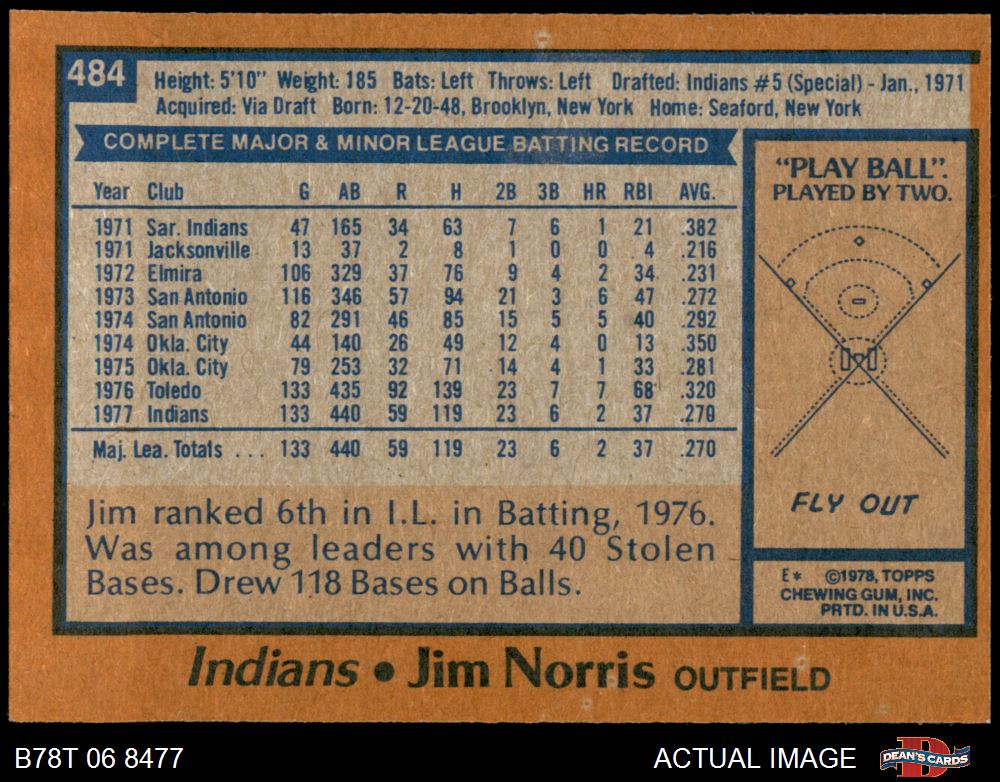 484
Height: 5'10" Weight: 185 Bats: Left Throws: Left Drafted: Indians #5 (Special) - Jan., 1971
Acquired: Via Draft Born: 12-20-48, Brooklyn, New York Home: Seaford, New York
COMPLETE MAJOR & MINOR LEAGUE BATTING RECORD
Year Club G AB R H 2B 3B HR RBI AVG.
1971 Sar. Indians 47 165 34 63 7 6 1 21 .382
1971 Jacksonville 13 37 2 8 1 0 0 4 .216
1972 Elmira 106 329 37 76 9 4 2 34 .231
1973 San Antonio 116 346 57 94 21 3 6 47 .272
1974 San Antonio 82 291 46 85 15 5 5 40 .292
1974 Okla. City 44 140 26 49 12 4 0 13 .350
1975 Okla. City 79 253 32 71 14 4 1 33 .281
1976 Toledo 133 435 92 139 23 7 7 68 .320
1977 Indians 133 440 59 119 23 6 2 37 .270
Maj. Lea. Totals . . . 133 440 59 119 23 6 2 37 .270
Jim ranked 6th in I.L. in Batting, 1976.
Was among leaders with 40 Stolen
Bases. Drew 118 Bases on Balls.
"PLAY BALL".
PLAYED BY TWO.
FLY OUT
E* ©1978, TOPPS
CHEWING GUM, INC.
PRTD. IN U.S.A.
Indians • Jim Norris OUTFIELD
B78T 06 8477
ACTUAL IMAGE
D
DEAN'S CARDS